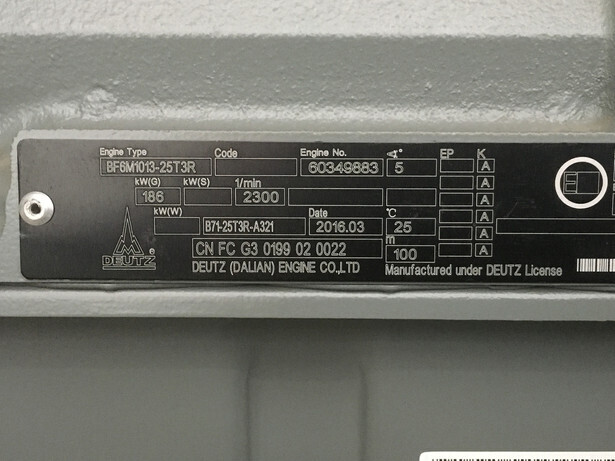 Engine Type Code Engine No. ∢° EP K
BF6M1013-25T3R 60349883 5 A
kW(G) kW(S) 1/min A
186 2300 A
kW(W) Date °C A
B71-25T3R-A321 2016.03 25 A
CN FC G3 0199 02 0022 m A
DEUTZ ® 100
DEUTZ (DALIAN) ENGINE CO.,LTD Manufactured under DEUTZ License